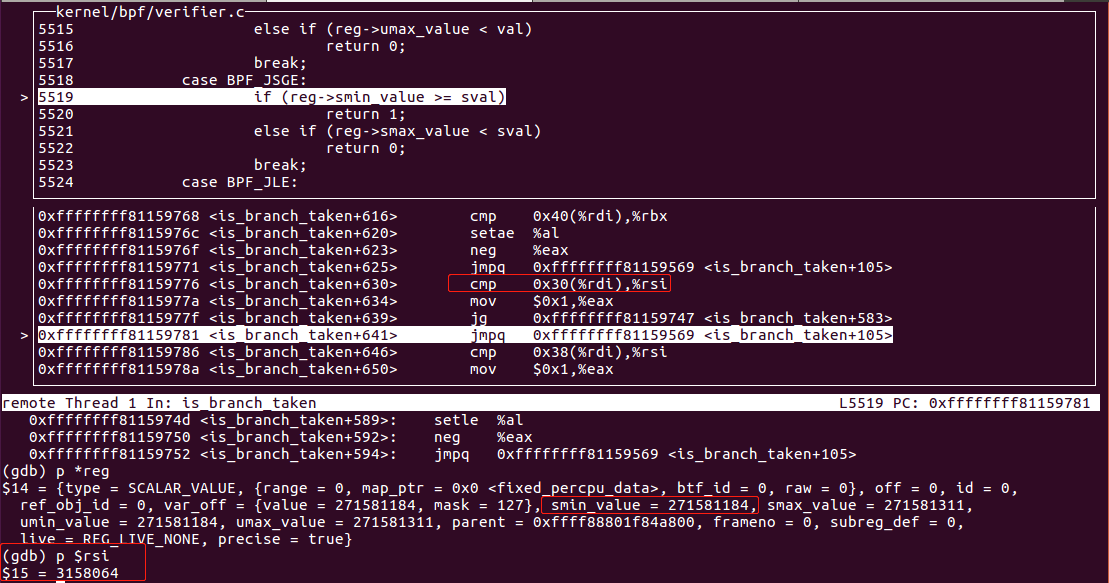 kernel/bpf/verifier.c
5515                    else if (reg->umax_value < val)
5516                            return 0;
5517                    break;
5518            case BPF_JSGE:
> 5519                    if (reg->smin_value >= sval)
5520                            return 1;
5521                    else if (reg->smax_value < sval)
5522                            return 0;
5523                    break;
5524            case BPF_JLE:
0xffffffff81159768 <is_branch_taken+616>        cmp    0x40(%rdi),%rbx
0xffffffff8115976c <is_branch_taken+620>        setae  %al
0xffffffff8115976f <is_branch_taken+623>        neg    %eax
0xffffffff81159771 <is_branch_taken+625>        jmpq   0xffffffff81159569 <is_branch_taken+105>
0xffffffff81159776 <is_branch_taken+630>        cmp    0x30(%rdi),%rsi
0xffffffff8115977a <is_branch_taken+634>        mov    $0x1,%eax
0xffffffff8115977f <is_branch_taken+639>        jg     0xffffffff81159747 <is_branch_taken+583>
> 0xffffffff81159781 <is_branch_taken+641>        jmpq   0xffffffff81159569 <is_branch_taken+105>
0xffffffff81159786 <is_branch_taken+646>        cmp    0x38(%rdi),%rsi
0xffffffff8115978a <is_branch_taken+650>        mov    $0x1,%eax
remote Thread 1 In: is_branch_taken                    L5519 PC: 0xffffffff81159781
0xffffffff8115974d <is_branch_taken+589>:    setle  %al
0xffffffff81159750 <is_branch_taken+592>:    neg    %eax
0xffffffff81159752 <is_branch_taken+594>:    jmpq   0xffffffff81159569 <is_branch_taken+105>
(gdb) p *reg
$14 = {type = SCALAR_VALUE, {range = 0, map_ptr = 0x0 <fixed_percpu_data>, btf_id = 0, raw = 0}, off = 0, id = 0,
ref_obj_id = 0, var_off = {value = 271581184, mask = 127}, smin_value = 271581184, smax_value = 271581311,
umin_value = 271581184, umax_value = 271581311, parent = 0xffff88801f84a800, frameno = 0, subreg_def = 0,
live = REG_LIVE_NONE, precise = true}
(gdb) p $rsi
$15 = 3158064